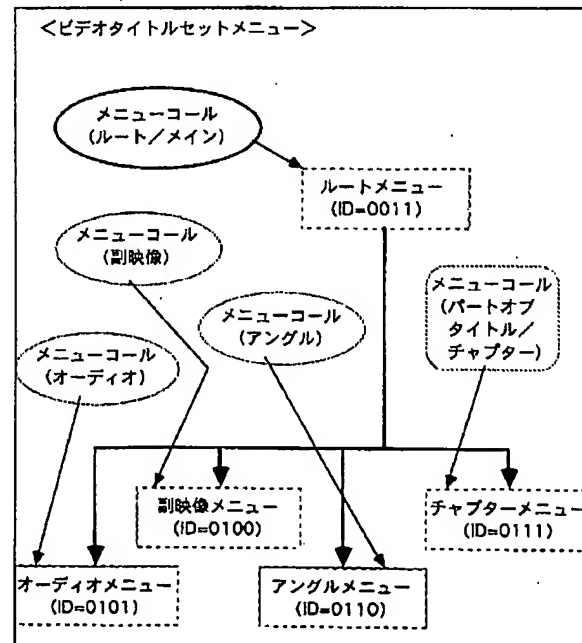 <ビデオタイトルセットメニュー>
メニューコール
(ルート/メイン)
ルートメニュー
(ID=0011)
メニューコール
(副映像)
メニューコール
(アングル)
メニューコール
(パートオブ
タイトル/
チャプター)
メニューコール
(オーディオ)
副映像メニュー
(ID=0100)
チャプターメニュー
(ID=0111)
オーディオメニュー
(ID=0101)
アングルメニュー
(ID=0110)